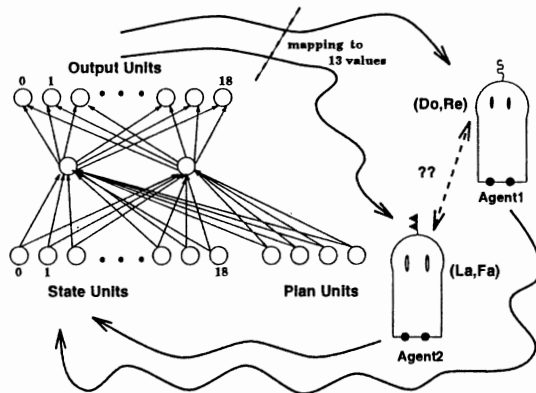 mapping to
13 values
Output Units
0 1 18
(Do,Re)
??
Agent1
0 1 18
State Units
Plan Units
(La,Fa)
Agent2